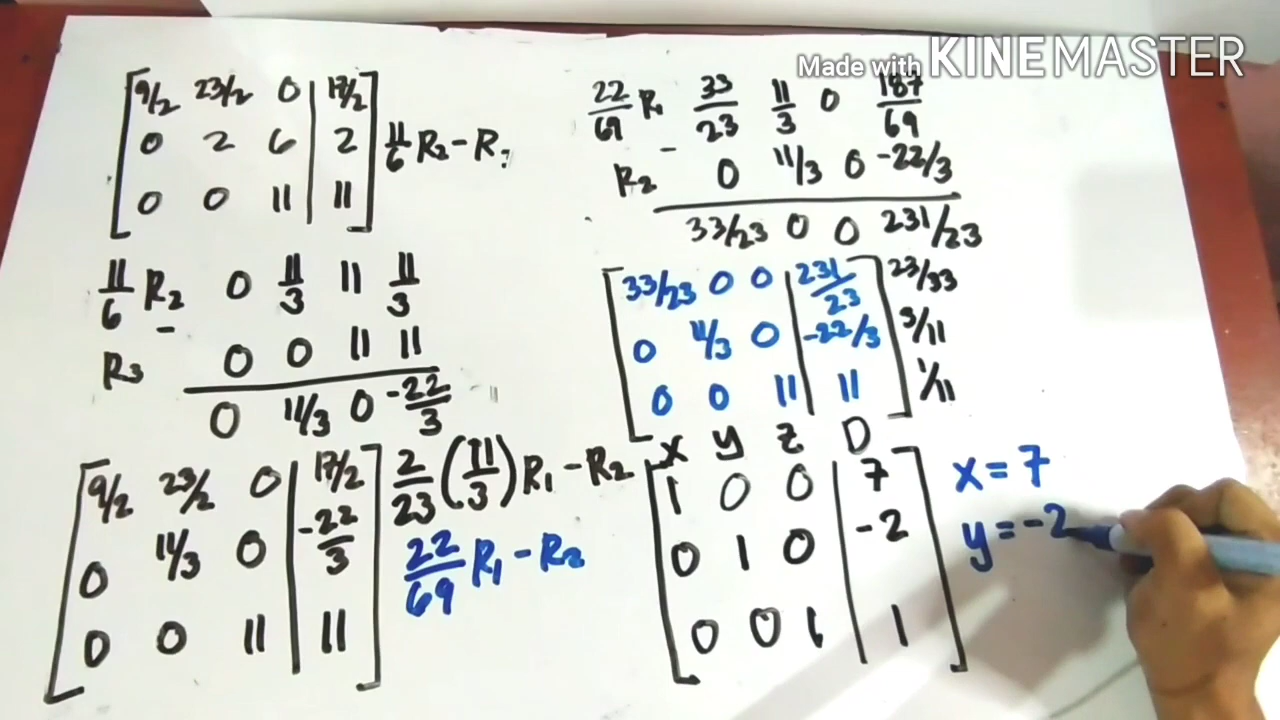 Made with KINEMASTER
9/2 23/2 0 | 17/2
0 2 6 | 2 11/6 R2 - R3
0 0 11 | 11
11/6 R2 0 11/3 11 11/3
-
R3 0 0 11 11
0 11/3 0 -22/3
9/2 23/2 0 | 17/2 2/23 (11/3) R1 - R2
0 11/3 0 | -22/3 22/69 R1 - R2
0 0 11 | 11
22/69 R1 33/23 11/3 0 187/69
-
R2 0 11/3 0 -22/3
33/23 0 0 231/23
33/23 0 0 | 231/23 23/33
0 11/3 0 | -22/3 3/11
0 0 11 | 11 1/11
x y z D
1 0 0 | 7 x = 7
0 1 0 | -2 y = -2
0 0 1 | 1